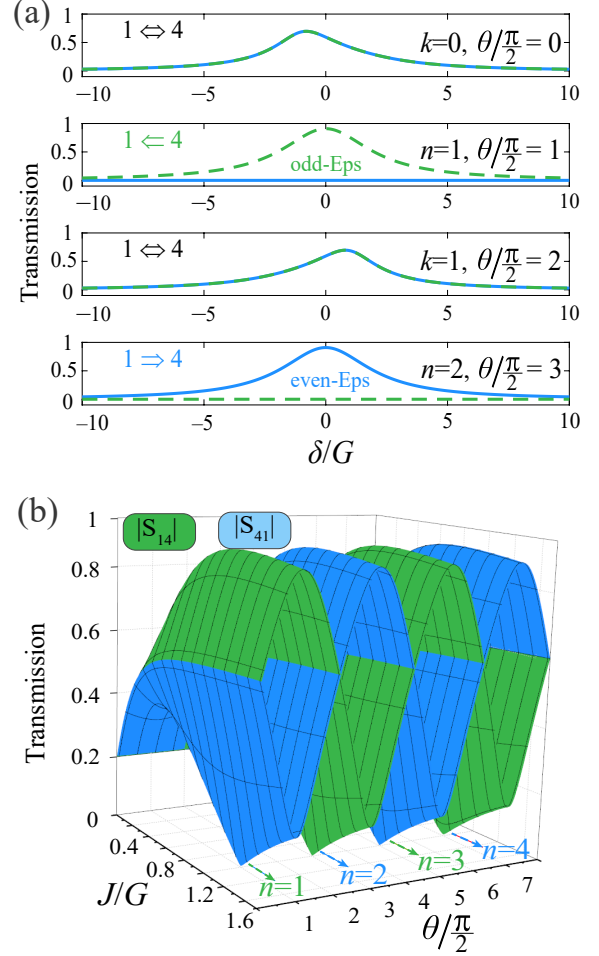 (a)
1
0.5
0
1 ⇔ 4
k=0, θ/π/2 = 0
−10 −5 0 5 10
1
0.5
0
1 ⇐ 4
odd-Eps
n=1, θ/π/2 = 1
−10 −5 0 5 10
Transmission
1
0.5
0
1 ⇔ 4
k=1, θ/π/2 = 2
−10 −5 0 5 10
1
0.5
0
1 ⇒ 4
even-Eps
n=2, θ/π/2 = 3
−10 −5 0 5 10
δ/G
(b)
|S14| |S41|
1
0.8
0.6
0.4
0.2
0
Transmission
0.4
0.8
1.2
1.6
J/G
n=1 n=2 n=3 n=4
1 2 3 4 5 6 7
θ/π/2